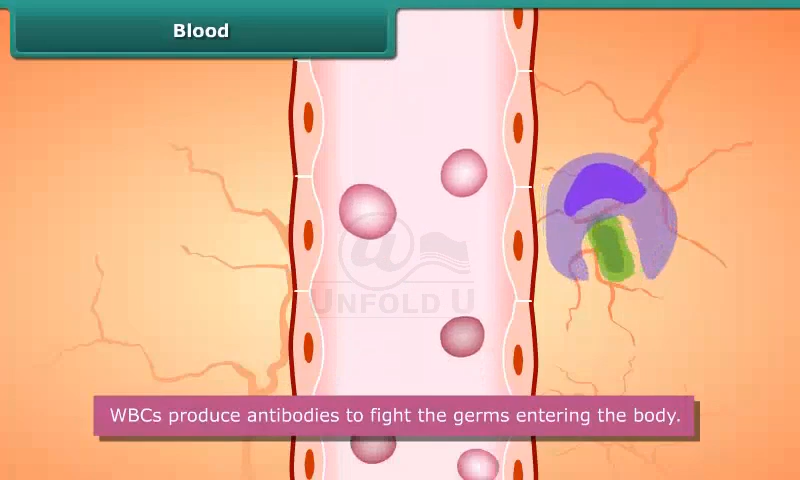 Blood
UNFOLD U
WBCs produce antibodies to fight the germs entering the body.